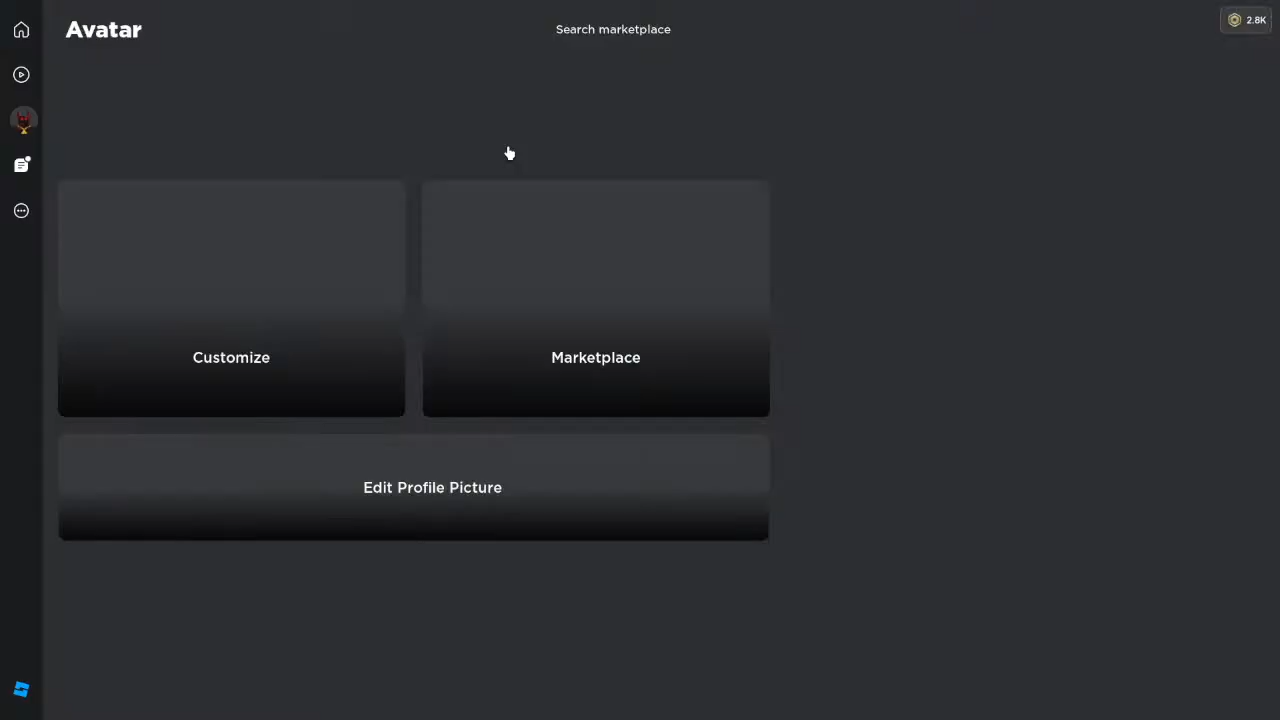 Avatar
Search marketplace
2.8K
Customize
Marketplace
Edit Profile Picture